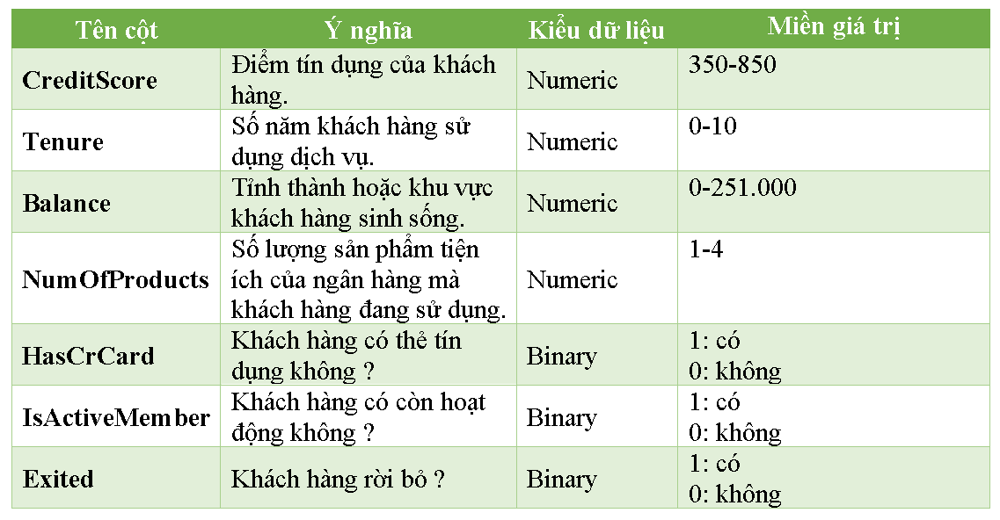 Tên cột Ý nghĩa Kiểu dữ liệu Miền giá trị
CreditScore
Điểm tín dụng của khách
hàng.
Numeric
350-850
Tenure
Số năm khách hàng sử
dụng dịch vụ.
Numeric
0-10
Balance
Tỉnh thành hoặc khu vực
khách hàng sinh sống.
Numeric
0-251.000
NumOfProducts
Số lượng sản phẩm tiện
ích của ngân hàng mà
khách hàng đang sử dụng.
Numeric
1-4
HasCrCard
Khách hàng có thẻ tín
dụng không ?
Binary
1: có
0: không
IsActiveMember
Khách hàng có còn hoạt
động không ?
Binary
1: có
0: không
Exited
Khách hàng rời bỏ ?
Binary
1: có
0: không